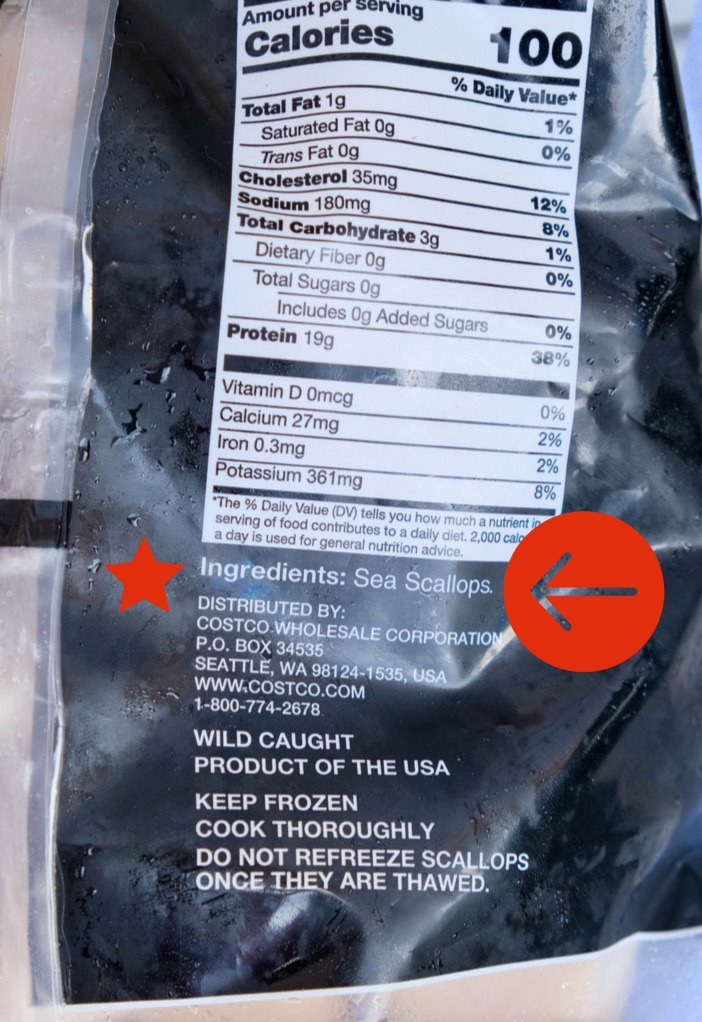 Amount per serving
Calories 100
% Daily Value*
Total Fat 1g 1%
Saturated Fat 0g 0%
Trans Fat 0g
Cholesterol 35mg 12%
Sodium 180mg 8%
Total Carbohydrate 3g 1%
Dietary Fiber 0g 0%
Total Sugars 0g
Includes 0g Added Sugars 0%
Protein 19g 38%
Vitamin D 0mcg 0%
Calcium 27mg 2%
Iron 0.3mg 2%
Potassium 361mg 8%
*The % Daily Value (DV) tells you how much a nutrient in
serving of food contributes to a daily diet. 2,000
a day is used for general nutrition advice.
Ingredients: Sea Scallops.
DISTRIBUTED BY:
COSTCO WHOLESALE CORPORATION
P.O. BOX 34535
SEATTLE, WA 98124-1535, USA
WWW.COSTCO.COM
1-800-774-2678
WILD CAUGHT
PRODUCT OF THE USA
KEEP FROZEN
COOK THOROUGHLY
DO NOT REFREEZE SCALLOPS
ONCE THEY ARE THAWED.